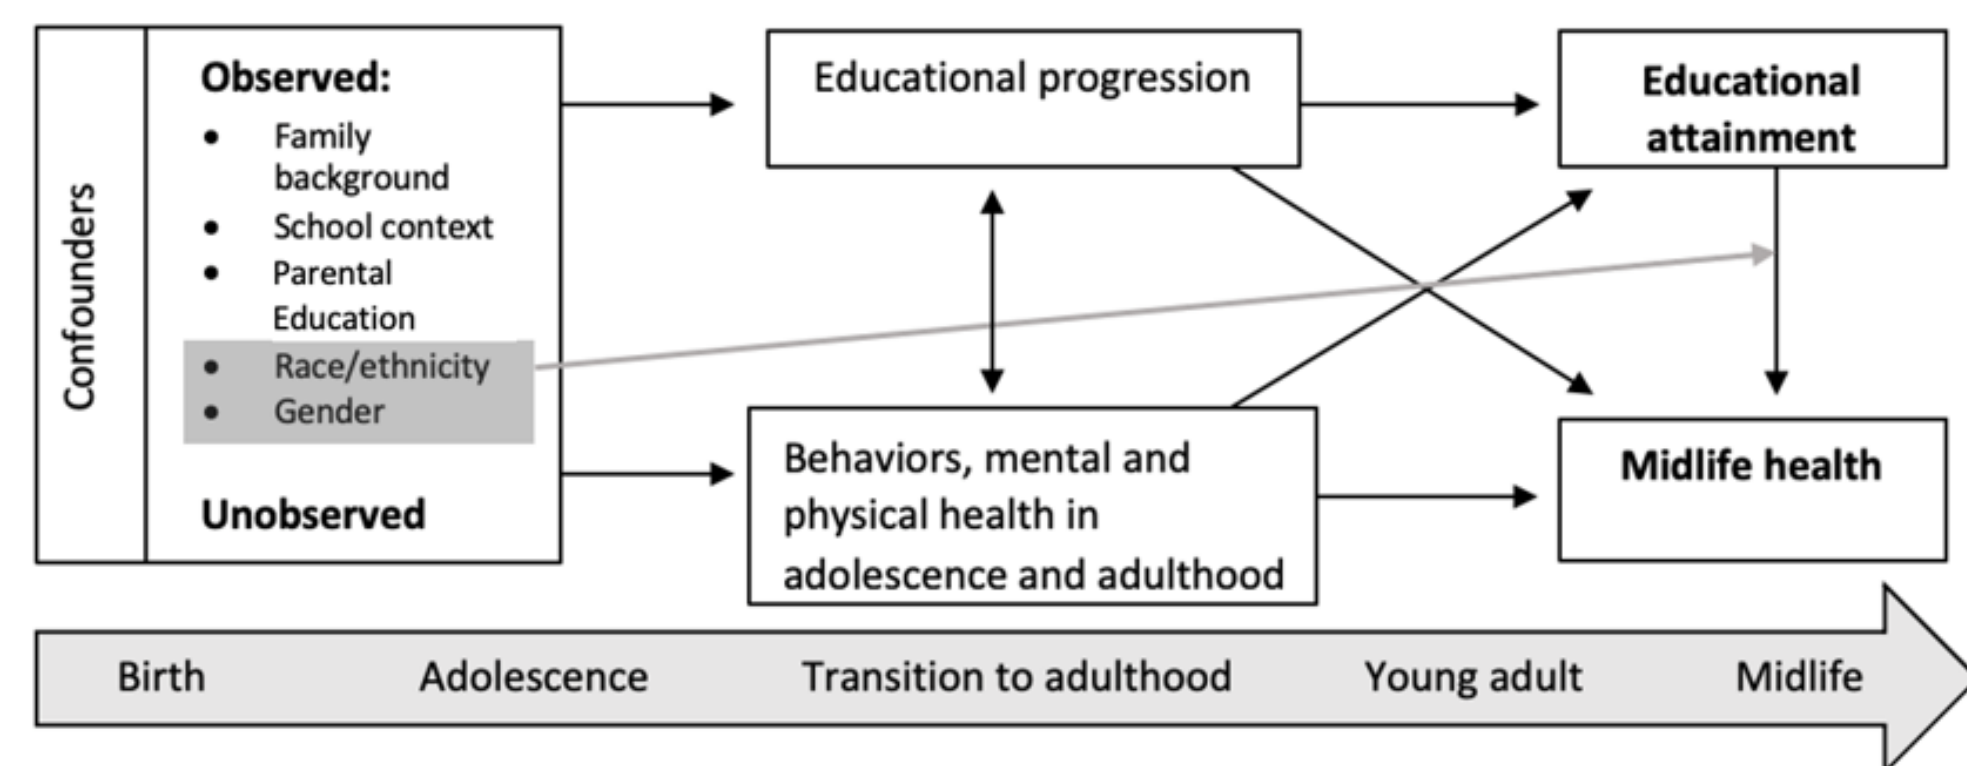 Confounders
Observed:
• Family
background
• School context
• Parental
Education
• Race/ethnicity
• Gender
Unobserved
Educational progression
Behaviors, mental and
physical health in
adolescence and adulthood
Educational
attainment
Midlife health
Birth Adolescence Transition to adulthood Young adult Midlife